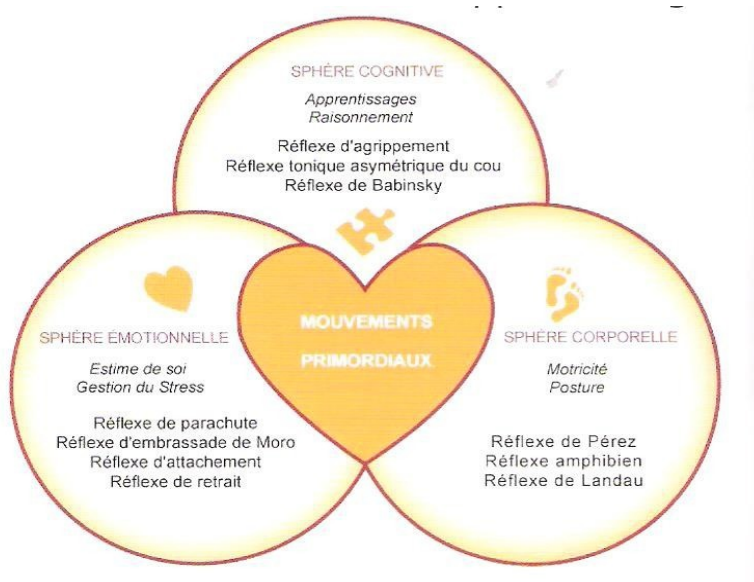 SPHÈRE COGNITIVE
Apprentissages
Raisonnement
Réflexe d'agrippement
Réflexe tonique asymétrique du cou
Réflexe de Babinsky
MOUVEMENTS
PRIMORDIAUX
SPHÈRE ÉMOTIONNELLE
Estime de soi
Gestion du Stress
Réflexe de parachute
Réflexe d'embrassade de Moro
Réflexe d'attachement
Réflexe de retrait
SPHÈRE CORPORELLE
Motricité
Posture
Réflexe de Pérez
Réflexe amphibien
Réflexe de Landau